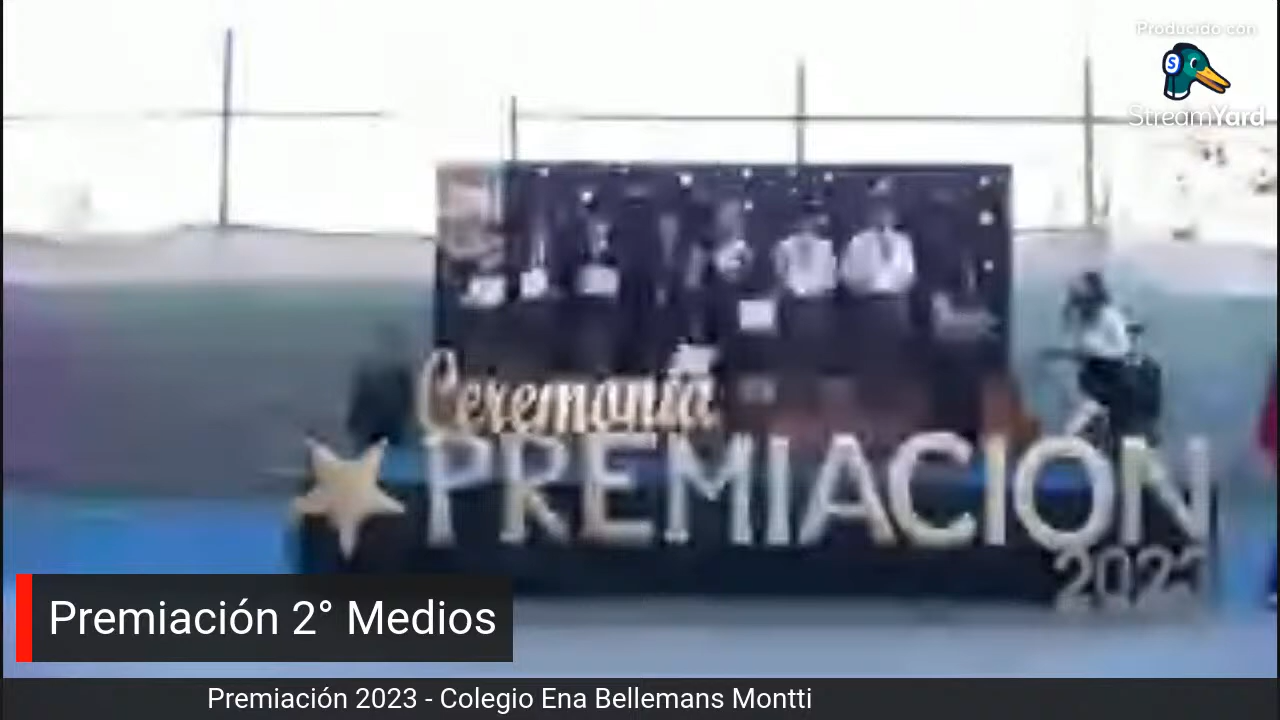 Producido con
StreamYard
Ceremonia
PREMIACIÓN
2023
Premiación 2° Medios
Premiación 2023 - Colegio Ena Bellemans Montti